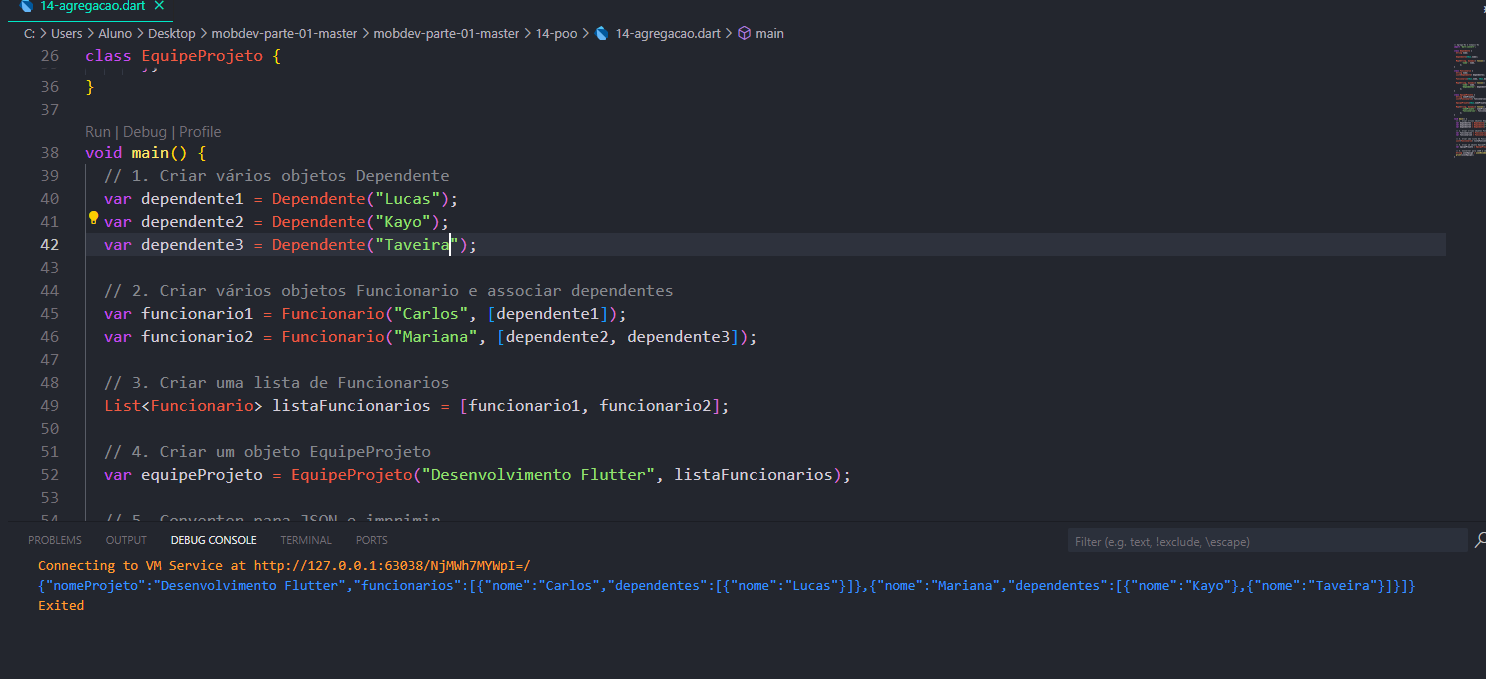 14-agregacao.dart ×
C: > Users > Aluno > Desktop > mobdev-parte-01-master > mobdev-parte-01-master > 14-poo > 14-agregacao.dart > main
26 class EquipeProjeto {
36 }
37
Run | Debug | Profile
38 void main() {
39 // 1. Criar vários objetos Dependente
40 var dependente1 = Dependente("Lucas");
41 var dependente2 = Dependente("Kayo");
42 var dependente3 = Dependente("Taveira");
43
44 // 2. Criar vários objetos Funcionario e associar dependentes
45 var funcionario1 = Funcionario("Carlos", [dependente1]);
46 var funcionario2 = Funcionario("Mariana", [dependente2, dependente3]);
47
48 // 3. Criar uma lista de Funcionarios
49 List<Funcionario> listaFuncionarios = [funcionario1, funcionario2];
50
51 // 4. Criar um objeto EquipeProjeto
52 var equipeProjeto = EquipeProjeto("Desenvolvimento Flutter", listaFuncionarios);
53
54 // 5. Converter para JSON e imprimir
PROBLEMS OUTPUT DEBUG CONSOLE TERMINAL PORTS Filter (e.g. text, !exclude, \escape)
Connecting to VM Service at http://127.0.0.1:63038/NjMWh7MYWpI=/
{"nomeProjeto":"Desenvolvimento Flutter","funcionarios":[{"nome":"Carlos","dependentes":[{"nome":"Lucas"}]},{"nome":"Mariana","dependentes":[{"nome":"Kayo"},{"nome":"Taveira"}]}]}
Exited